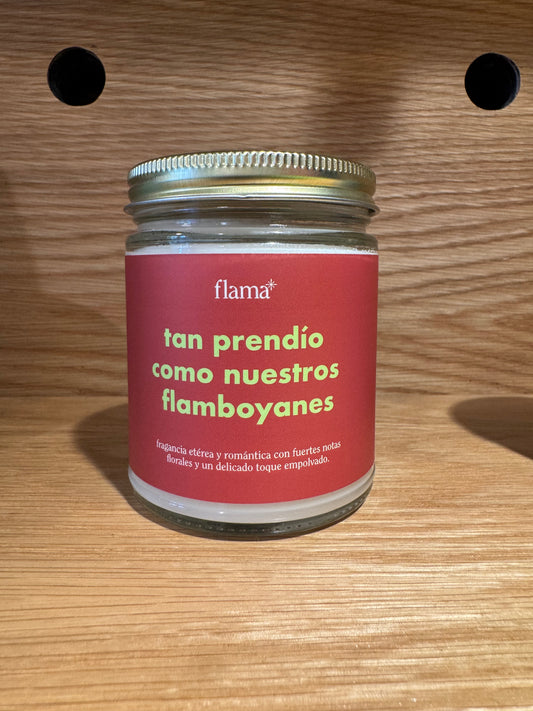 flama*
tan prendío
como nuestros
flamboyanes
fragancia etérea y romántica con fuertes notas
florales y un delicado toque empolvado.